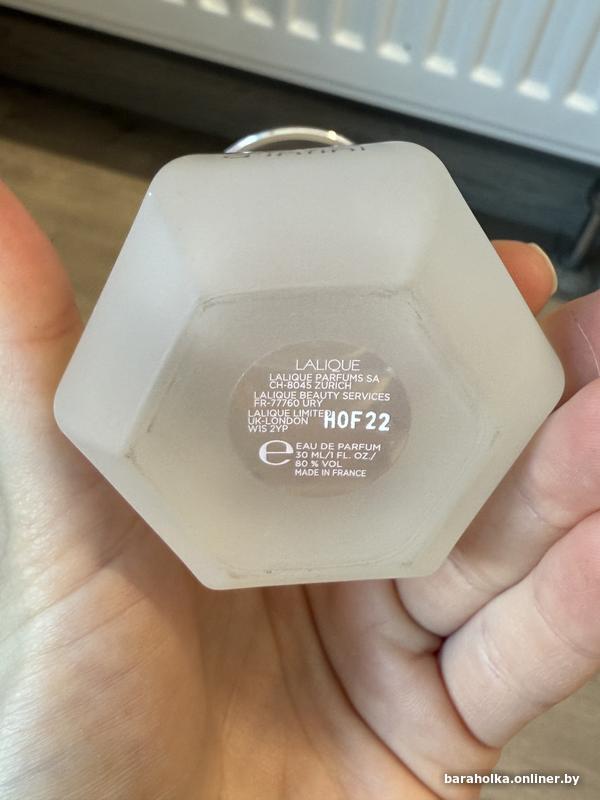 LALIQUE
LALIQUE PARFUMS SA
CH-8045 ZURICH
LALIQUE BEAUTY SERVICES
FR-77760 URY
LALIQUE LIMITED
UK-LONDON
W1S 2YP
HOF22
e EAU DE PARFUM
30 ML/1 FL. OZ./
80 % VOL
MADE IN FRANCE
baraholka.onliner.by